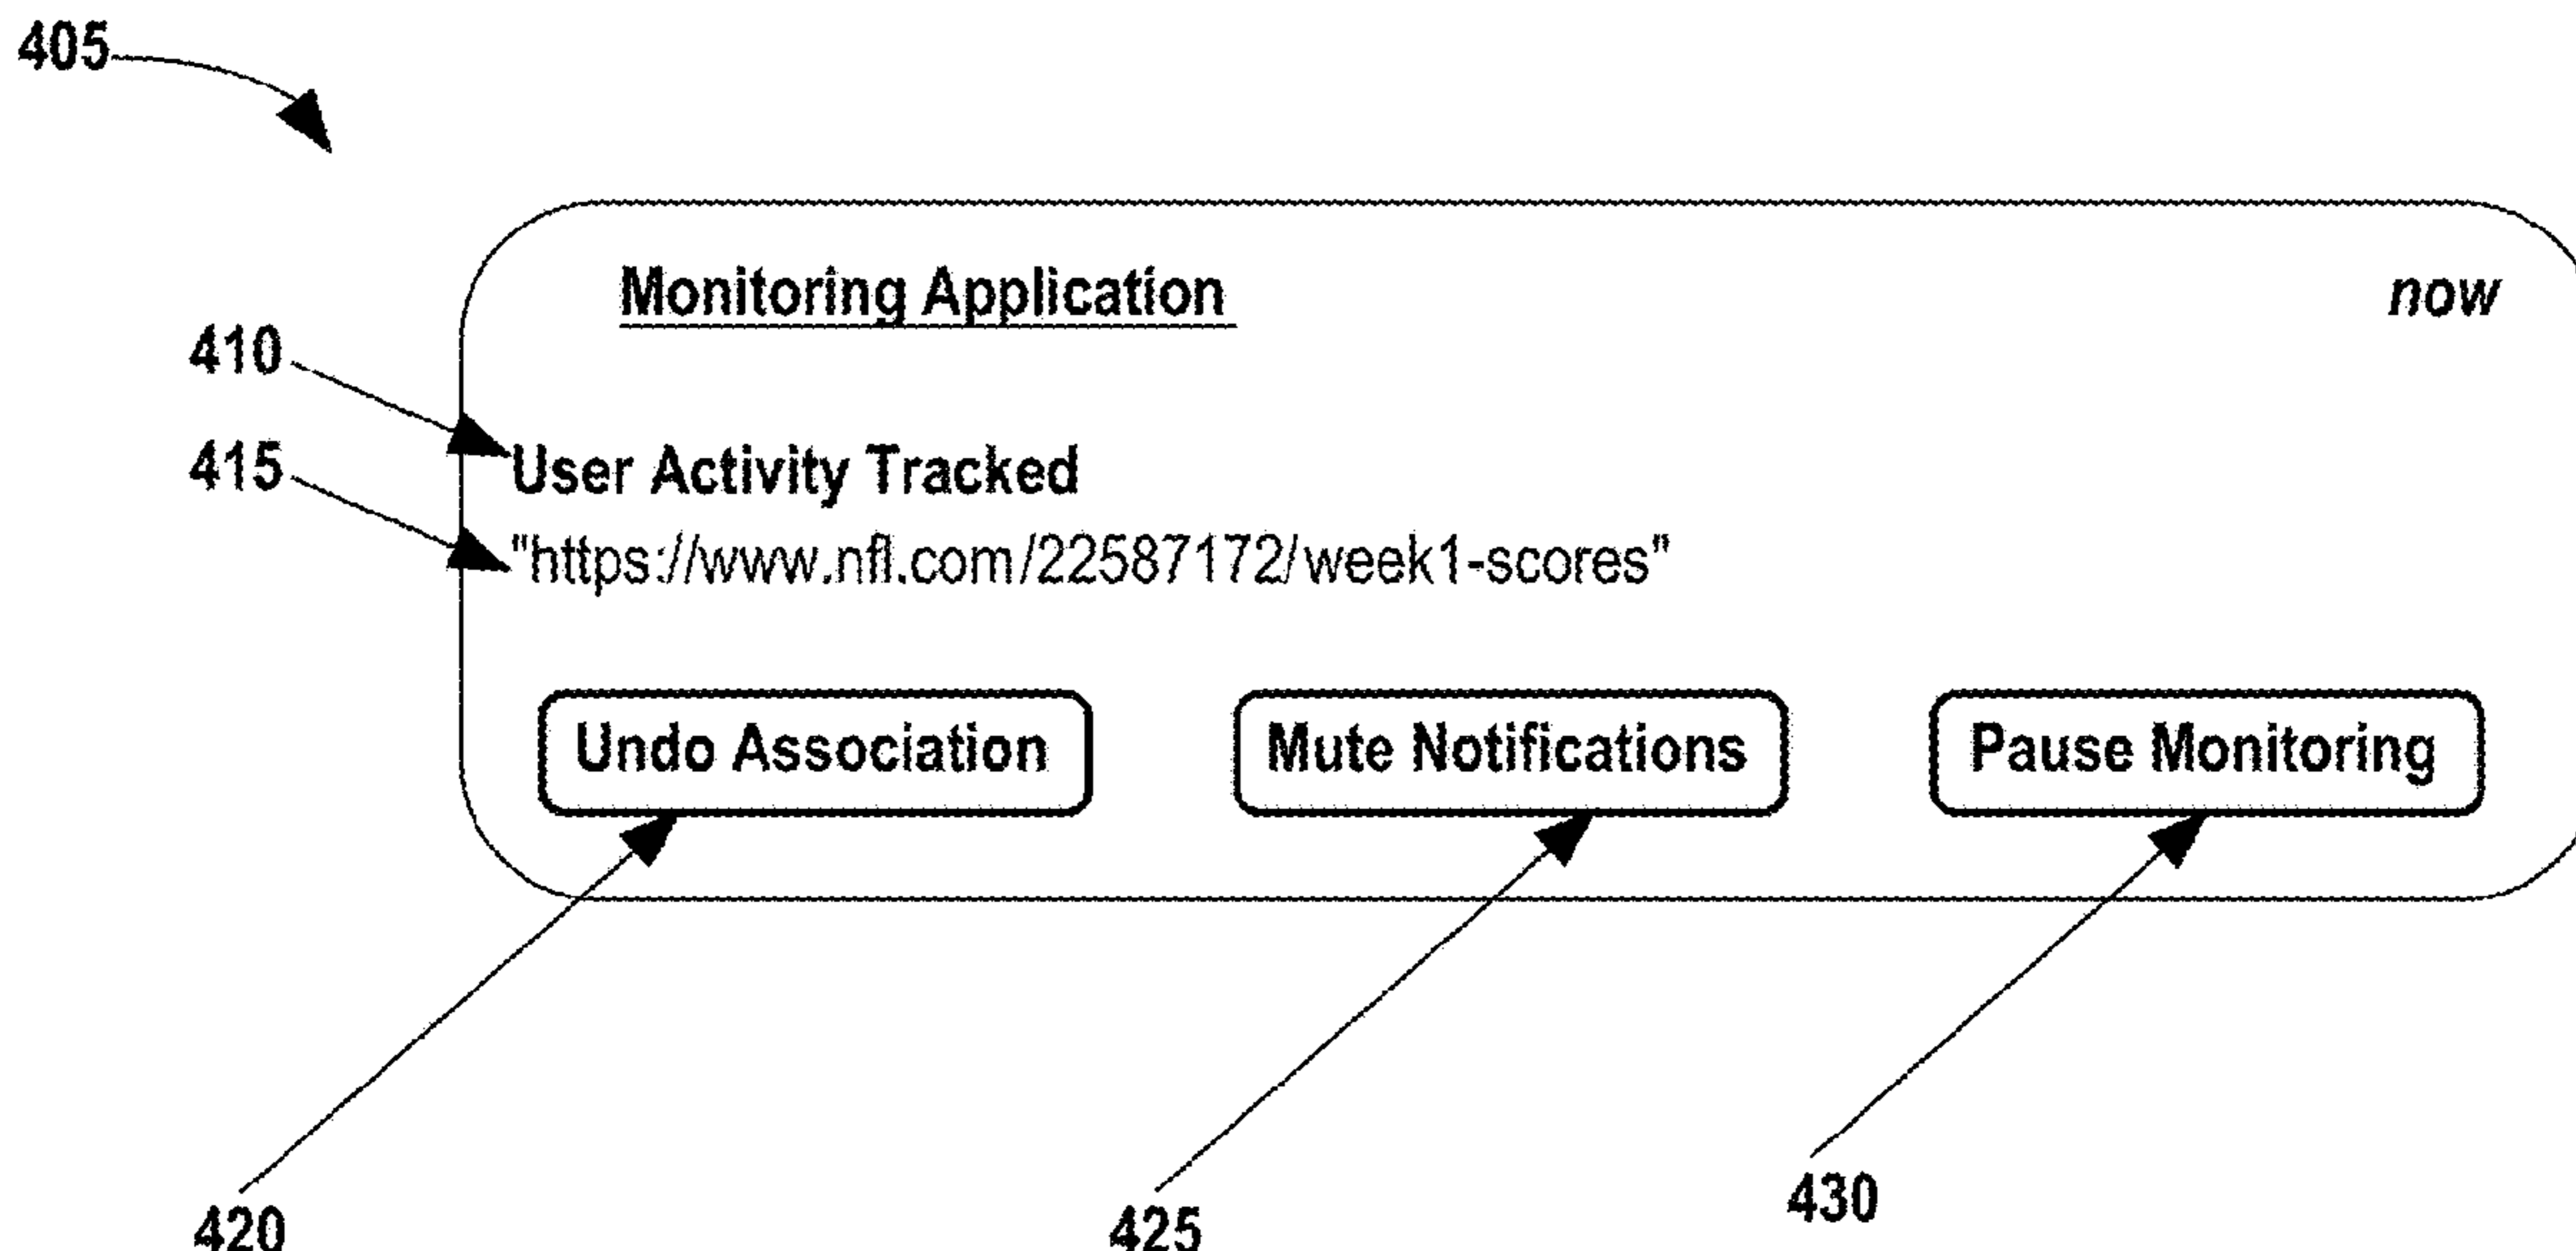 405
Monitoring Application now
410
User Activity Tracked
415
"https://www.nfl.com/22587172/week1-scores"
Undo Association Mute Notifications Pause Monitoring
420 425 430